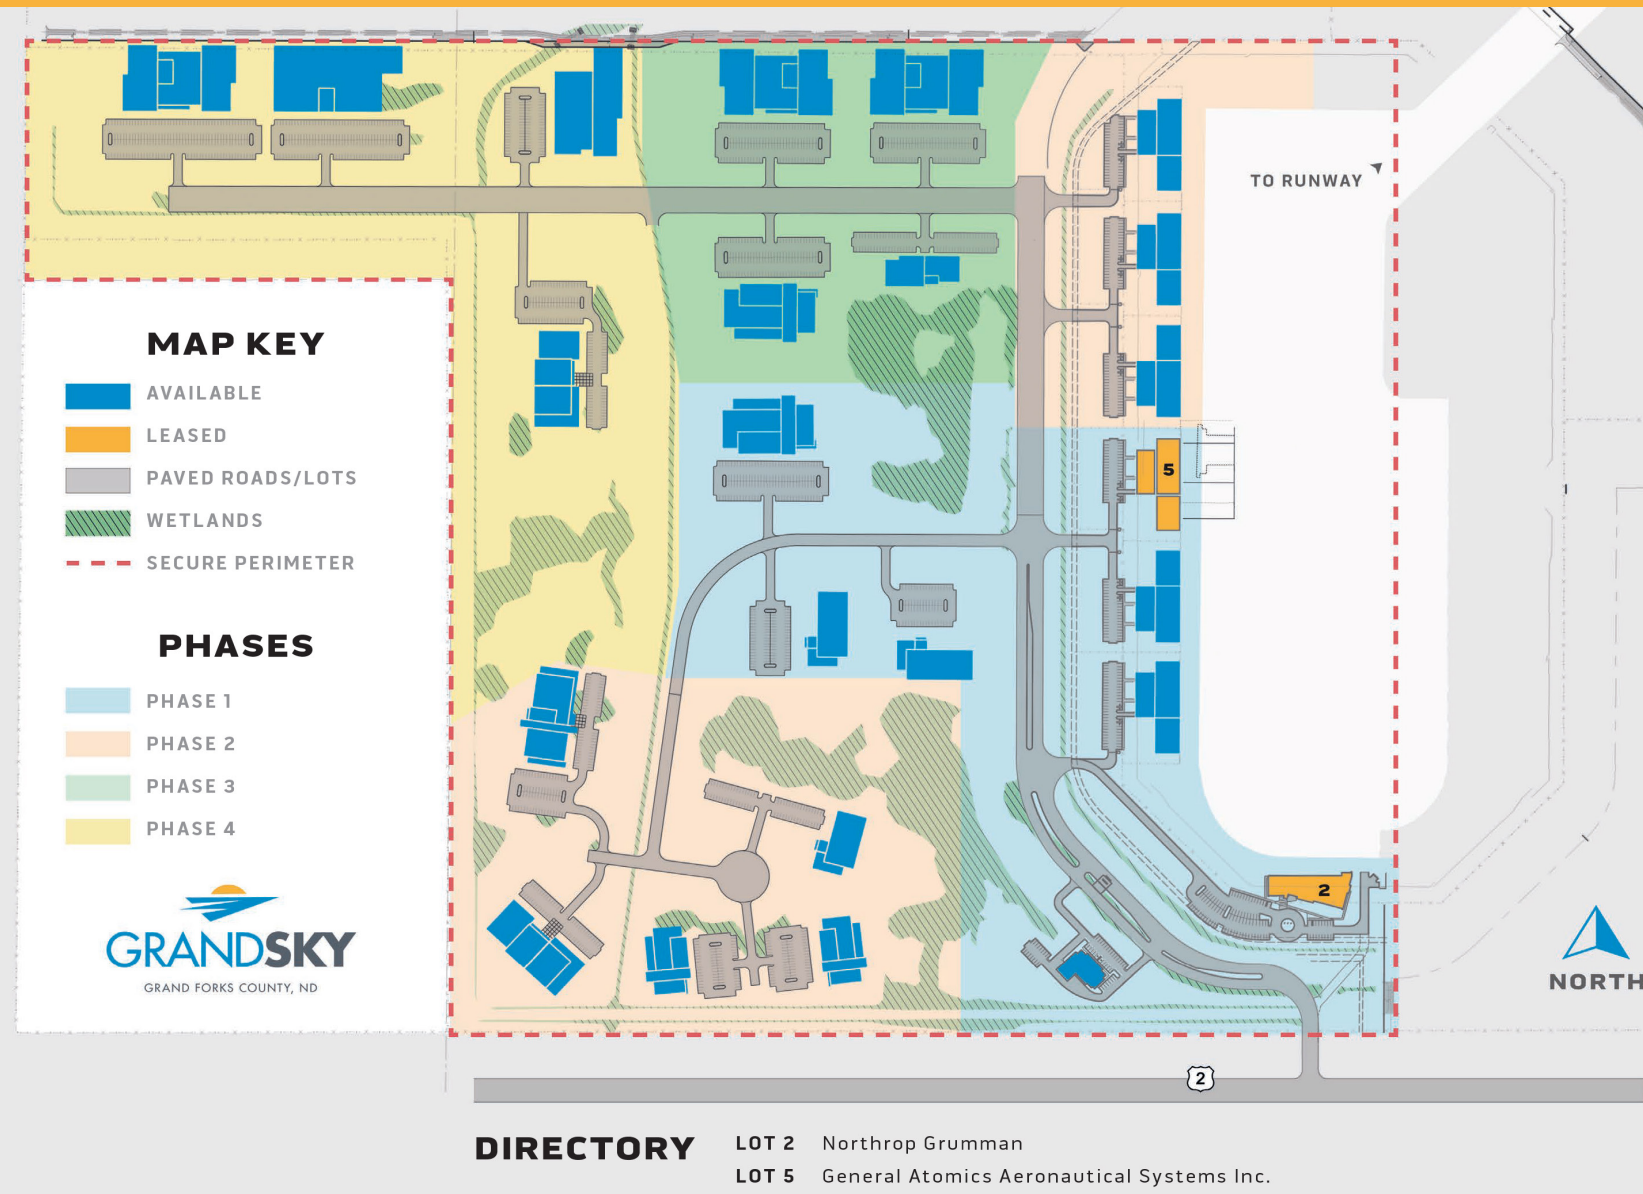 TO RUNWAY
MAP KEY
AVAILABLE
LEASED
PAVED ROADS/LOTS
WETLANDS
SECURE PERIMETER
PHASES
PHASE 1
PHASE 2
PHASE 3
PHASE 4
GRANDSKY
GRAND FORKS COUNTY, ND
5
2
NORTH
2
DIRECTORY
LOT 2 Northrop Grumman
LOT 5 General Atomics Aeronautical Systems Inc.